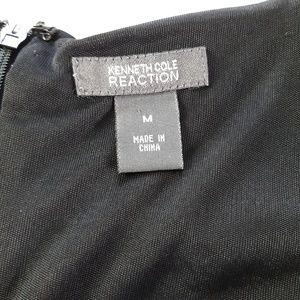 KENNETH COLE
REACTION
M
MADE IN
CHINA